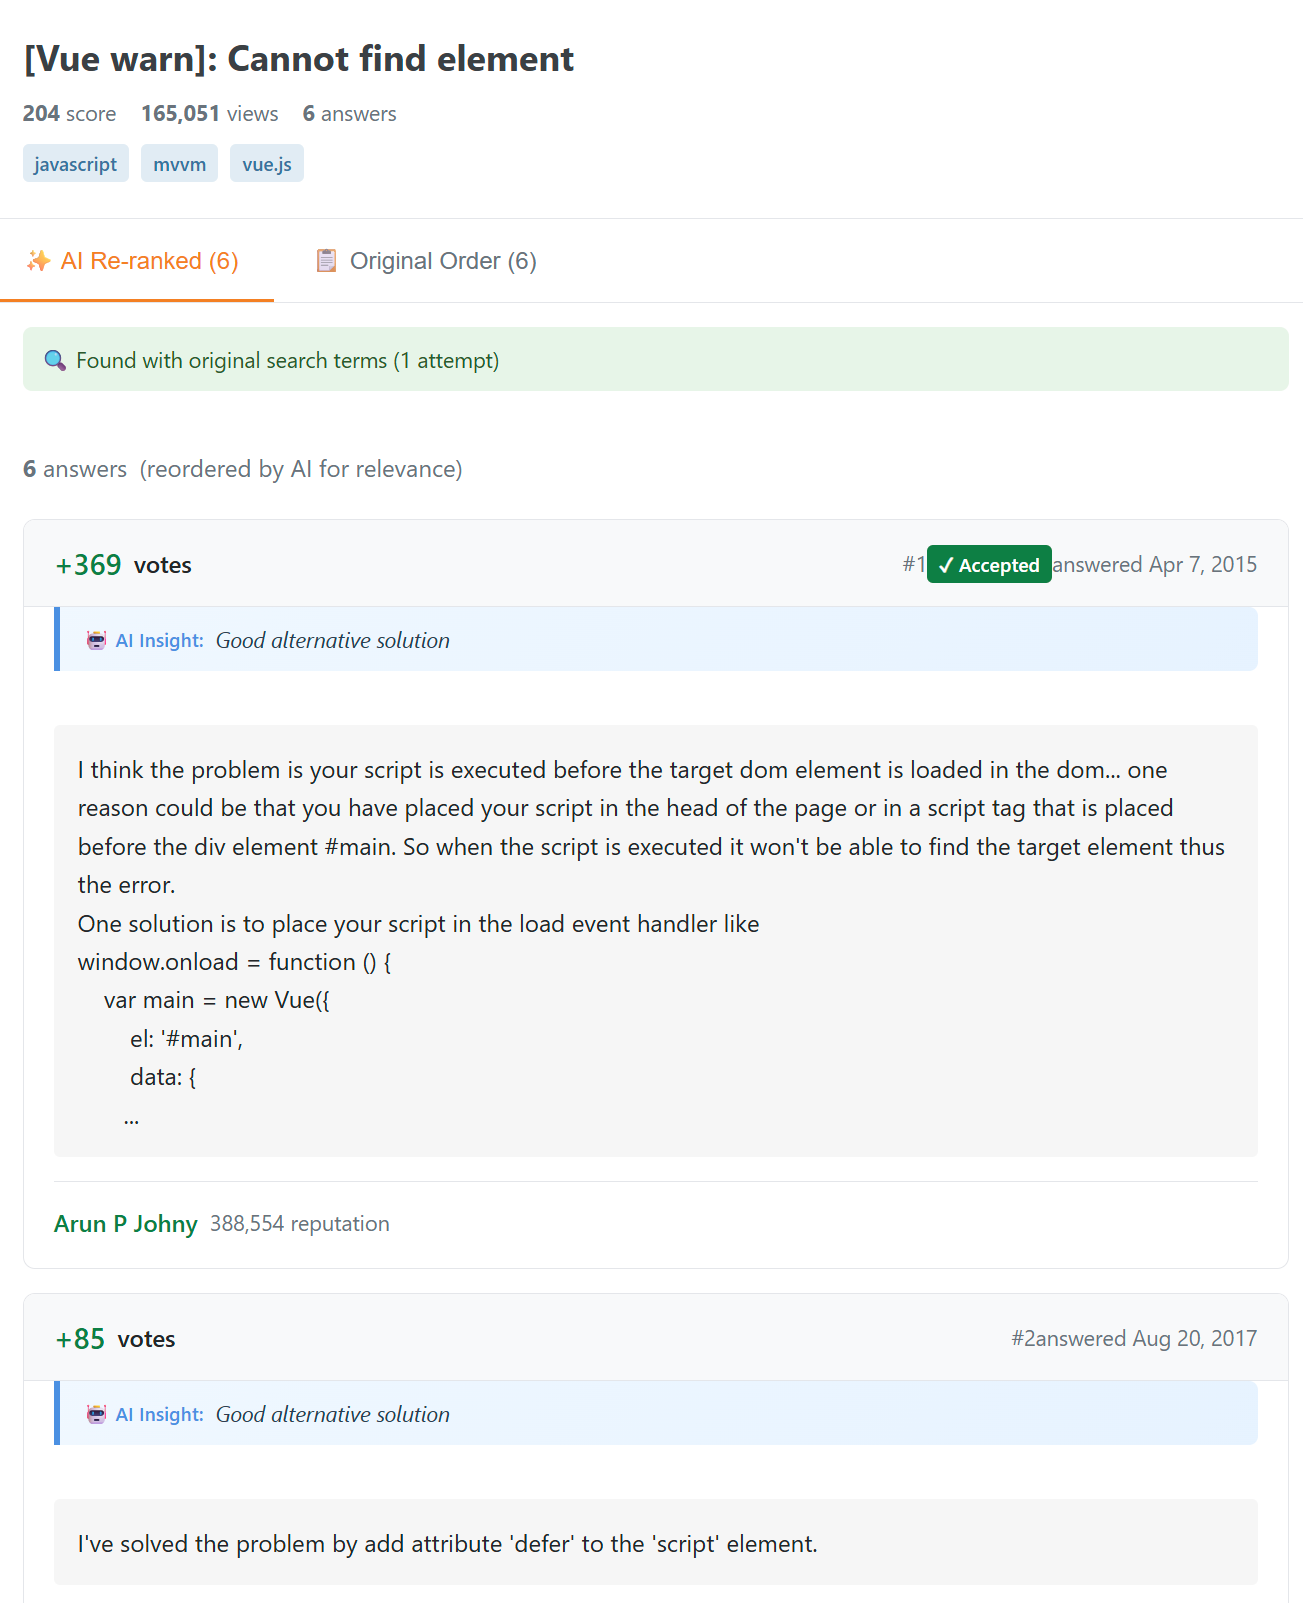 [Vue warn]: Cannot find element
204 score 165,051 views 6 answers
javascript mvvm vue.js
AI Re-ranked (6) Original Order (6)
Found with original search terms (1 attempt)
6 answers (reordered by AI for relevance)
+369 votes #1 ✓ Accepted answered Apr 7, 2015
AI Insight: Good alternative solution
I think the problem is your script is executed before the target dom element is loaded in the dom... one
reason could be that you have placed your script in the head of the page or in a script tag that is placed
before the div element #main. So when the script is executed it won't be able to find the target element thus
the error.
One solution is to place your script in the load event handler like
window.onload = function () {
var main = new Vue({
el: '#main',
data: {
...
Arun P Johny 388,554 reputation
+85 votes #2answered Aug 20, 2017
AI Insight: Good alternative solution
I've solved the problem by add attribute 'defer' to the 'script' element.